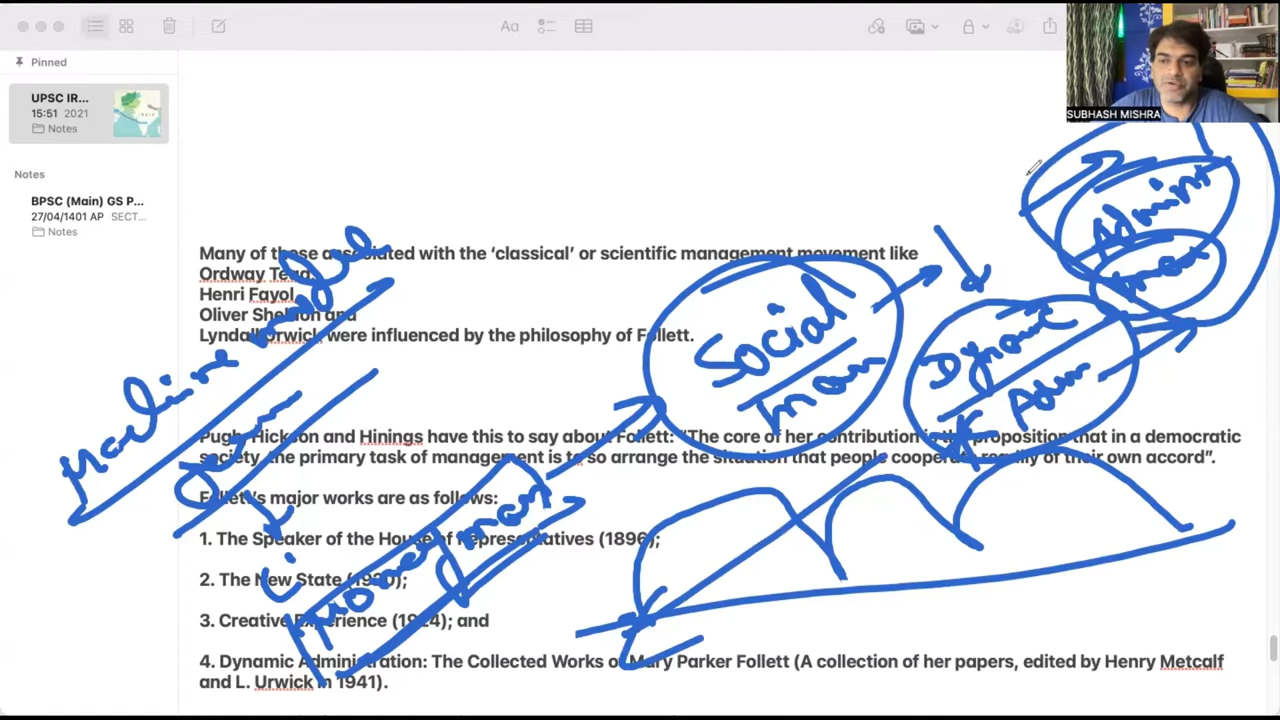 Aa
Pinned
UPSC IR...
15:51 2021
Notes
Notes
BPSC (Main) GS P...
27/04/1401 AP SECT...
Notes
SUBHASH MISHRA
Many of those associated with the ‘classical’ or scientific management movement like
Ordway Tead,
Henri Fayol,
Oliver Sheldon and
Lyndall Urwick were influenced by the philosophy of Follett.
Pugh, Hickson and Hinings have this to say about Follett: “The core of her contribution is the proposition that in a democratic
society, the primary task of management is to so arrange the situation that people cooperate readily of their own accord”.
Follett’s major works are as follows:
1. The Speaker of the House of Representatives (1896);
2. The New State (1920);
3. Creative Experience (1924); and
4. Dynamic Administration: The Collected Works of Mary Parker Follett (A collection of her papers, edited by Henry Metcalf
and L. Urwick in 1941).
Machine model
Money man
Social
man
Dynamic
Adm